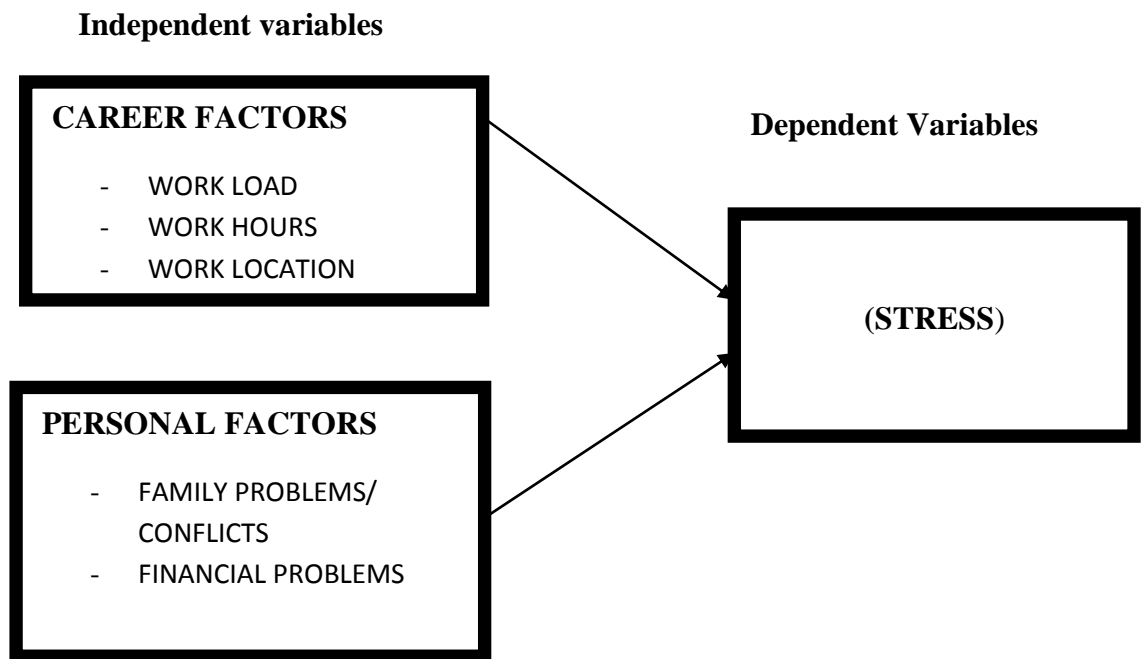 Independent variables
CAREER FACTORS
- WORK LOAD
- WORK HOURS
- WORK LOCATION
Dependent Variables
(STRESS)
PERSONAL FACTORS
- FAMILY PROBLEMS/
CONFLICTS
- FINANCIAL PROBLEMS